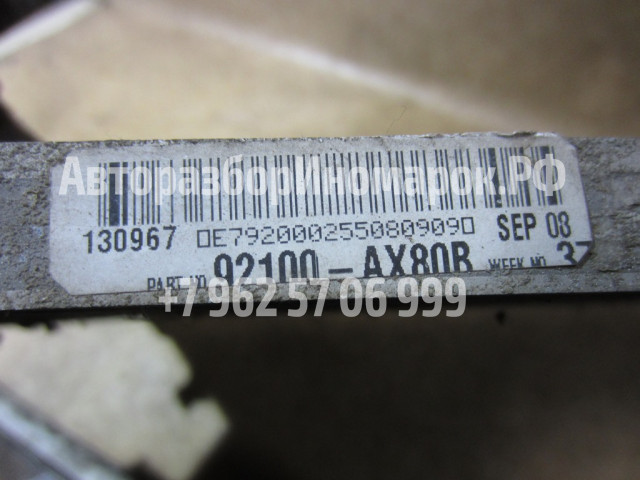 АвторазборИномарок.РФ
130967 0E7920002550809090 SEP 08
PART NO. 92100-AX80B WEEK NO. 37
+7 962 57 06 999